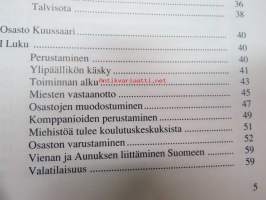 36
Talvisota 38
Osasto Kuussaari 40
I Luku 40
Perustaminen 40
Ylipäällikön käsky 41
Toiminnan alku 43
Miesten vastaanotto 45
Osastojen muodostuminen 47
Komppanioiden perustaminen 49
Miehistöä tulee koulutuskeskuksista 51
Osaston varustaminen 52
Vienan ja Aunuksen liittäminen Suomeen 59
Valatilaisuus 59
5